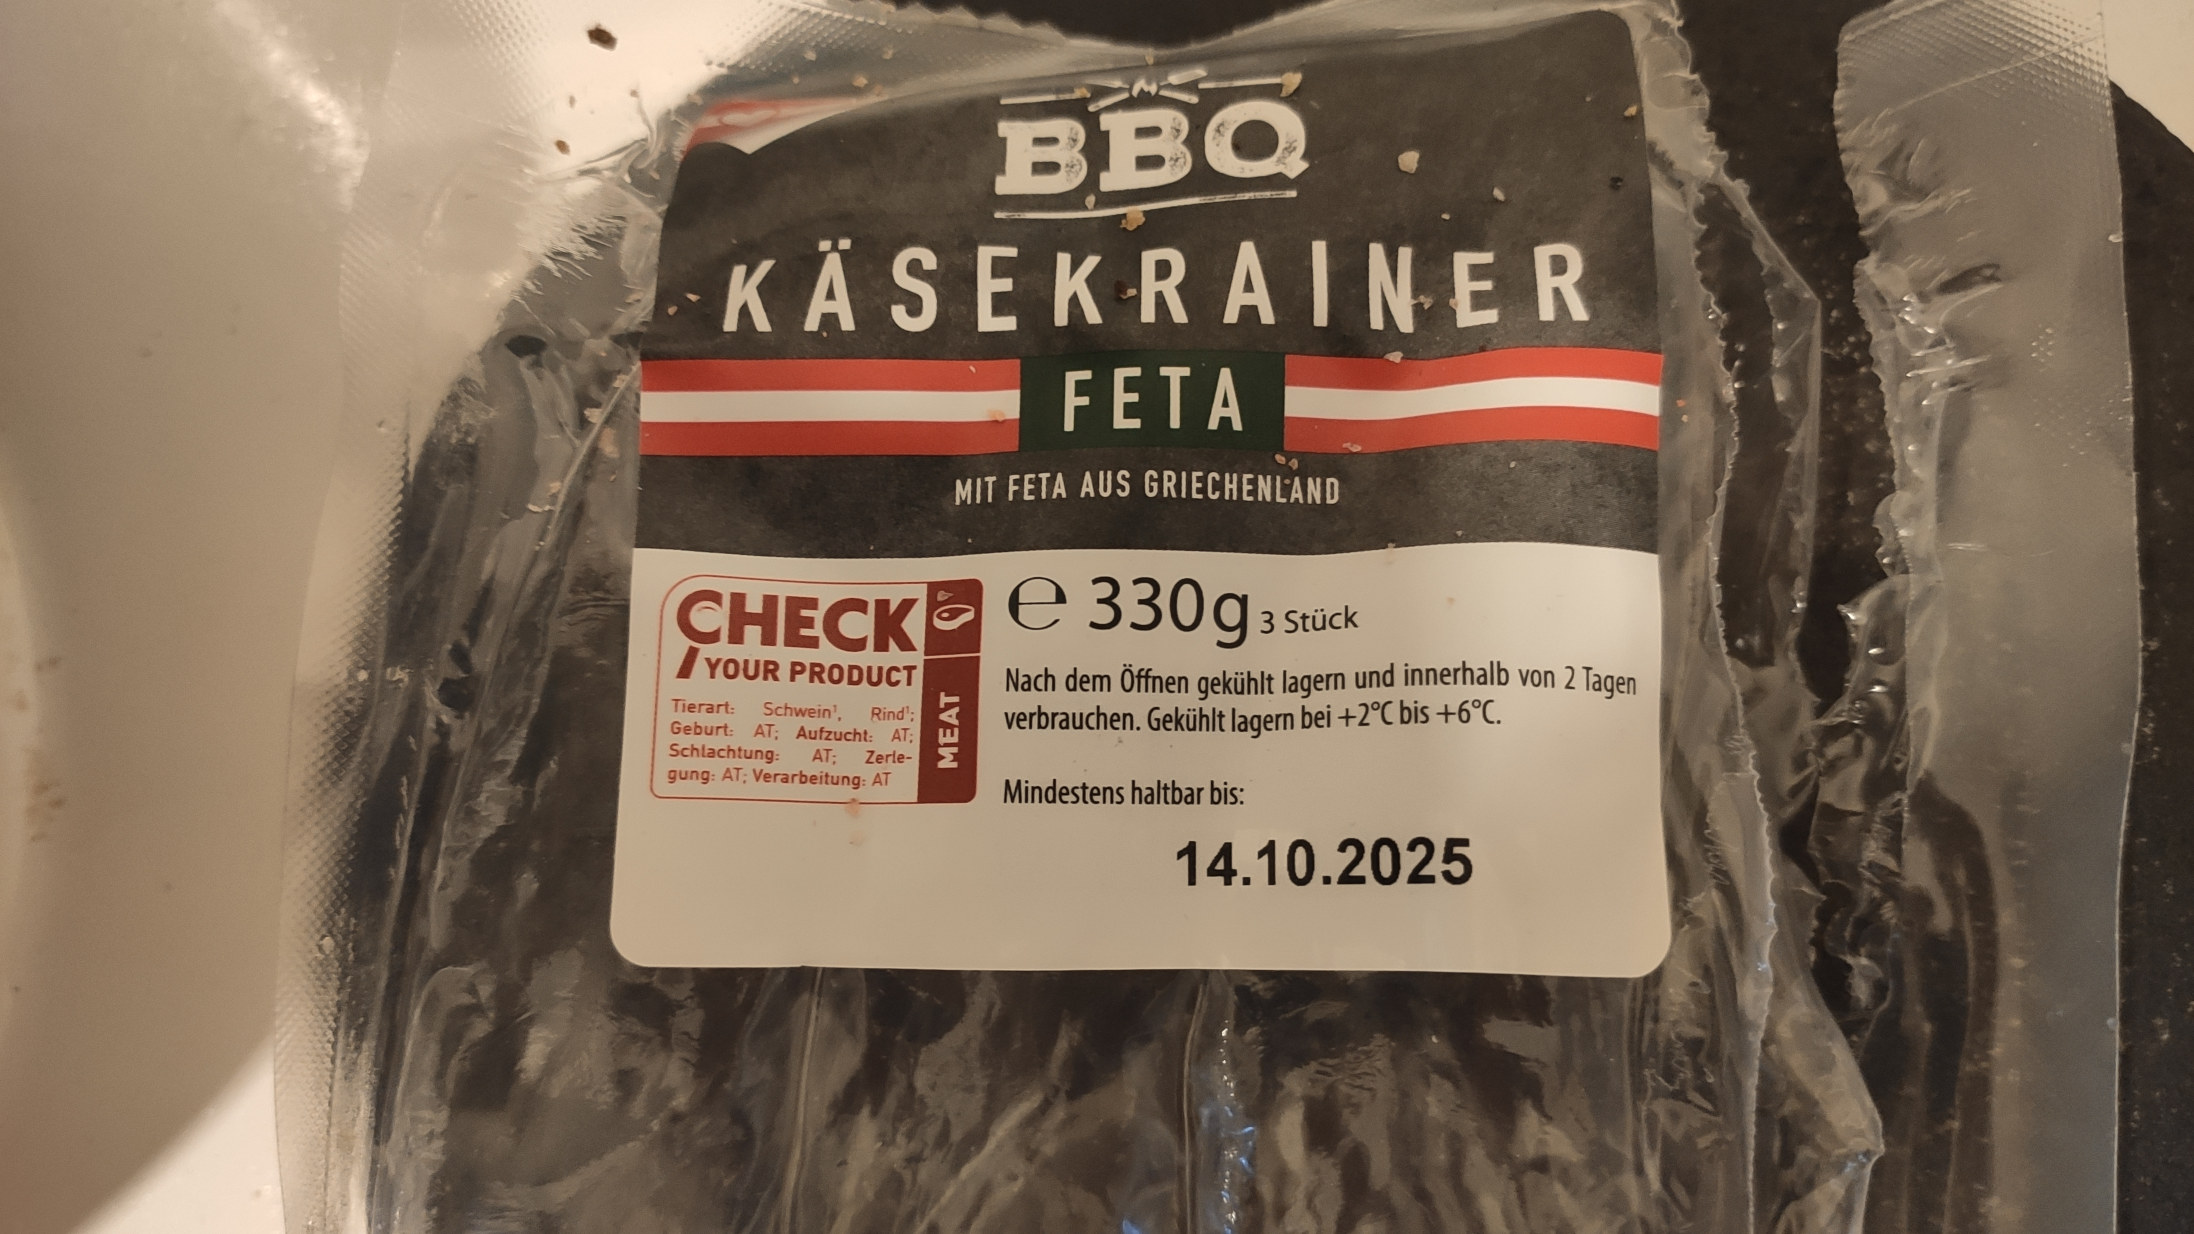 BBQ
KÄSEKRAINER
FETA
MIT FETA AUS GRIECHENLAND
CHECK
YOUR PRODUCT
Tierart: Schwein¹, Rind¹;
Geburt: AT; Aufzucht: AT;
Schlachtung: AT; Zerle-
gung: AT; Verarbeitung: AT
MEAT
℮ 330g 3 Stück
Nach dem Öffnen gekühlt lagern und innerhalb von 2 Tagen
verbrauchen. Gekühlt lagern bei +2°C bis +6°C.
Mindestens haltbar bis:
14.10.2025